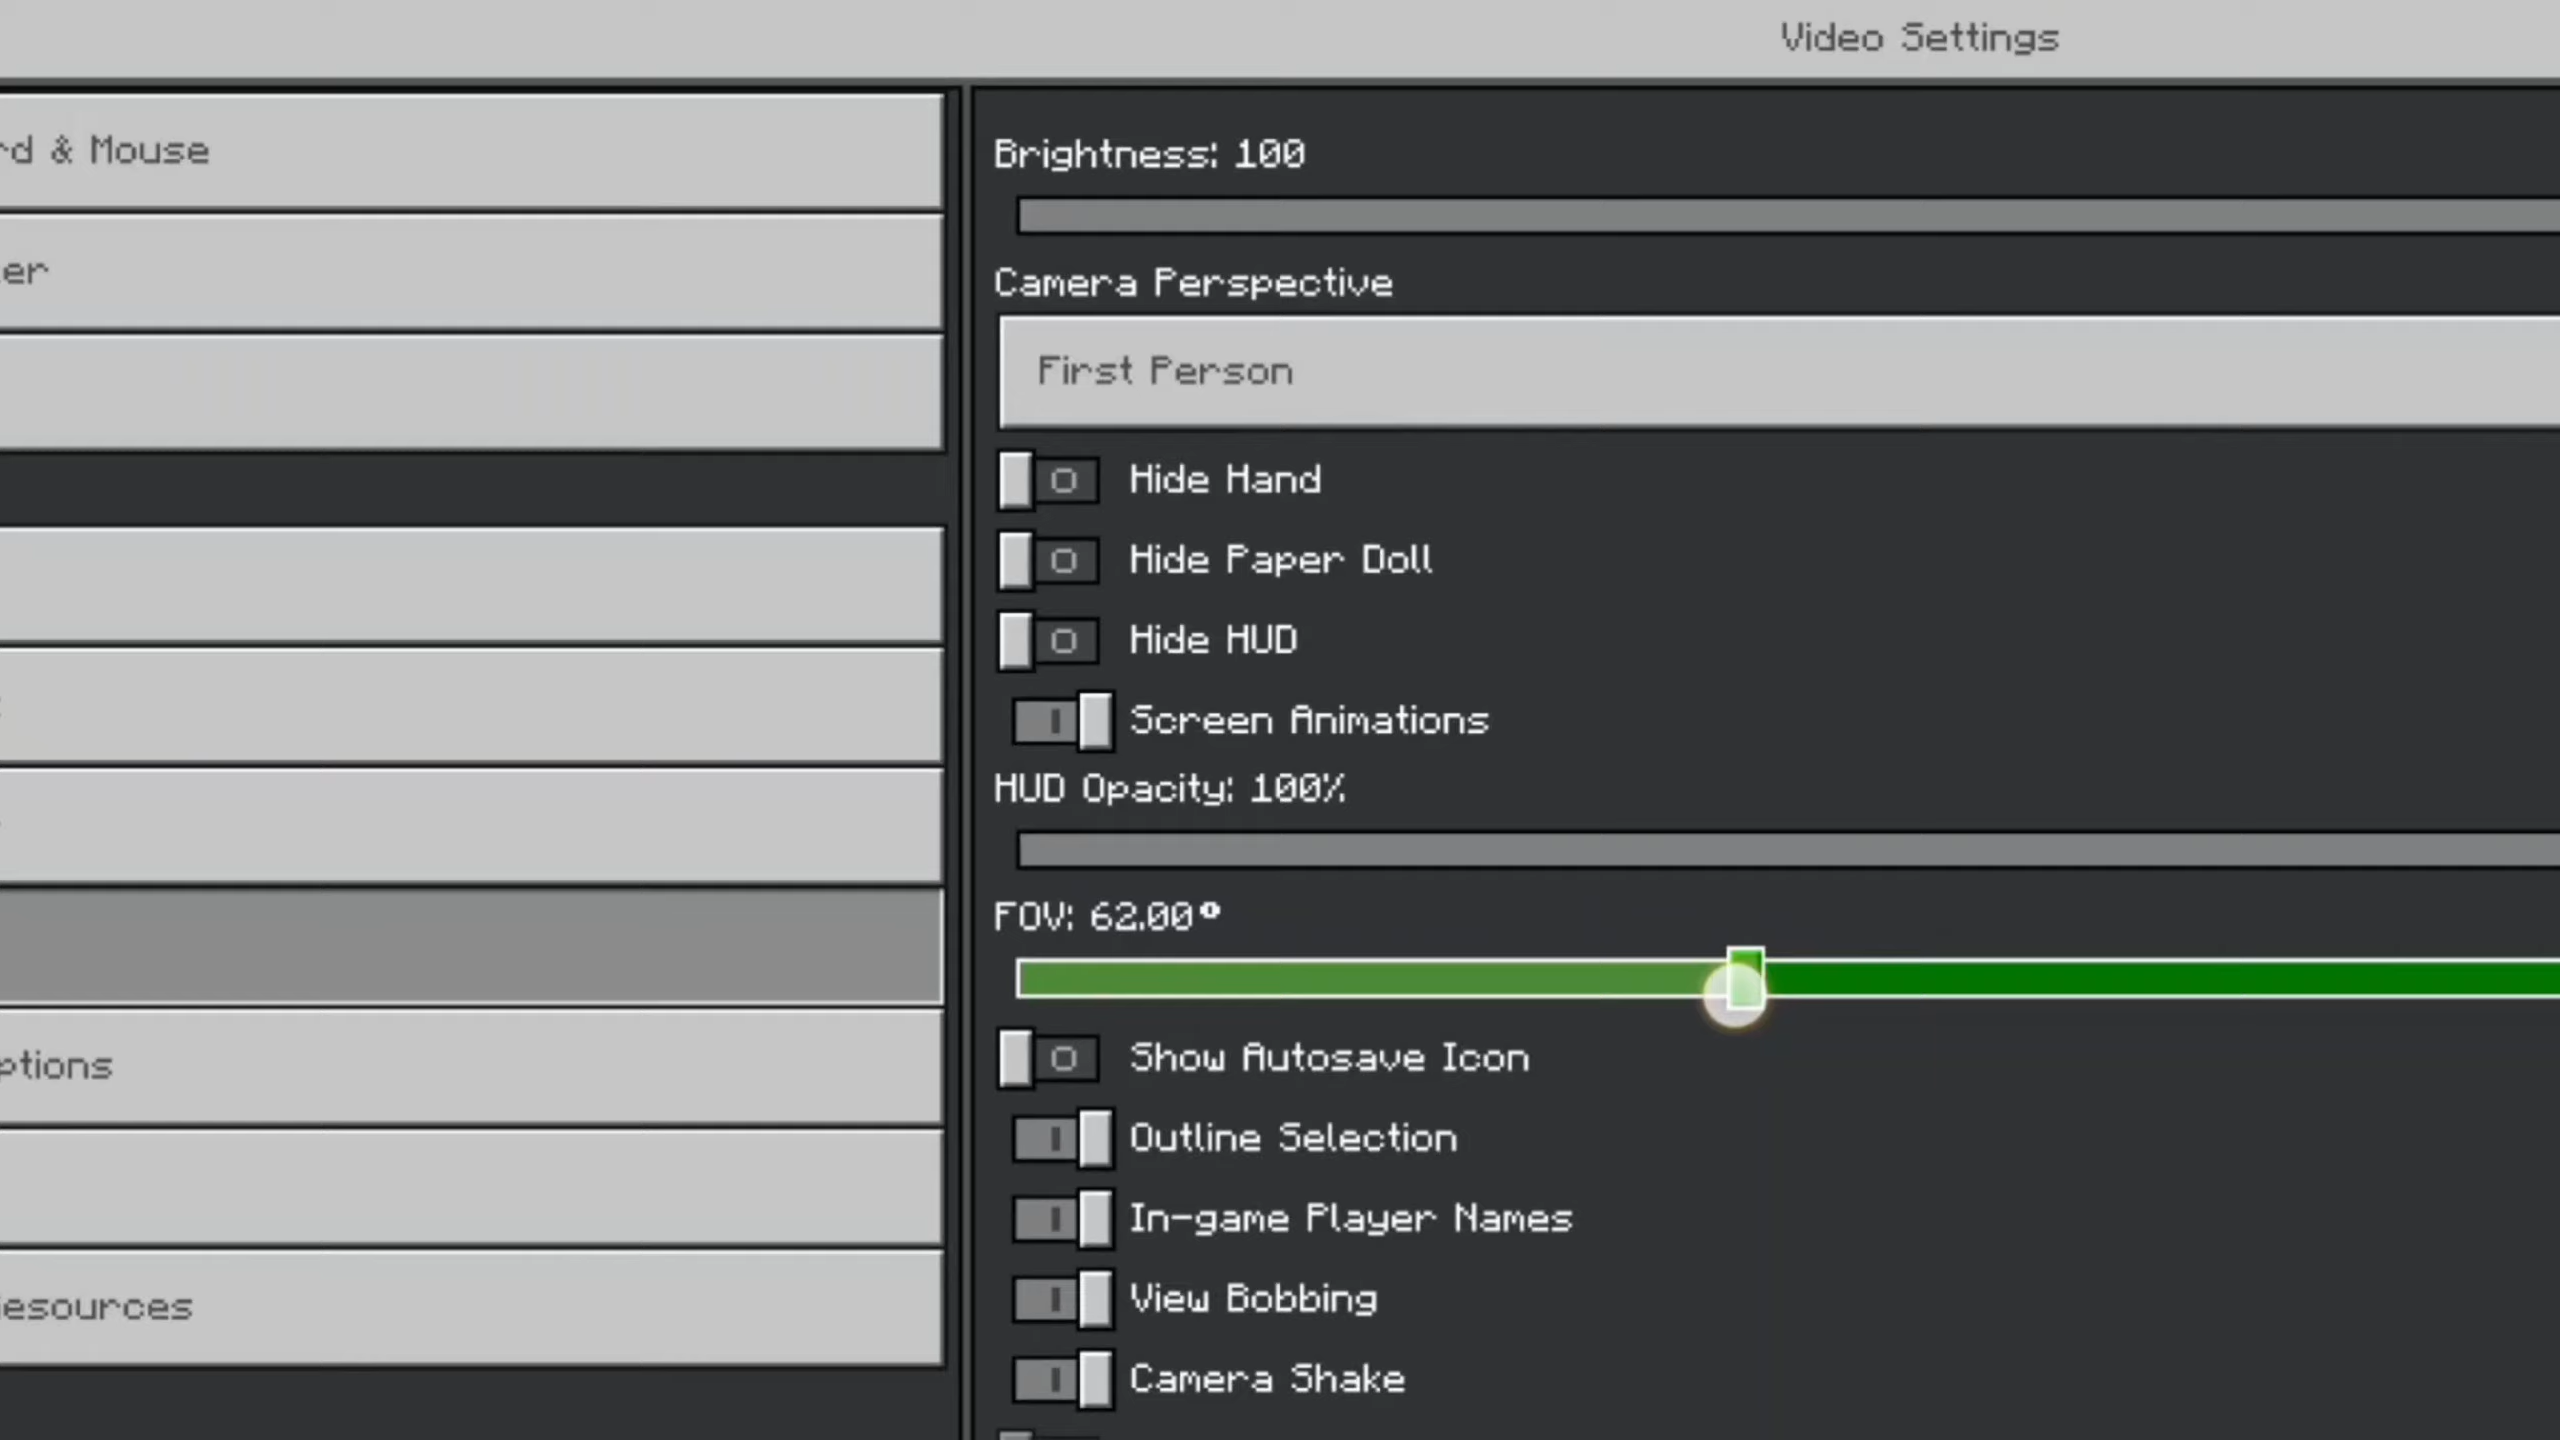 Video Settings
rd & Mouse
er
ptions
esources
Brightness: 100
Camera Perspective
First Person
Hide Hand
Hide Paper Doll
Hide HUD
Screen Animations
HUD Opacity: 100%
FOV: 62.00°
Show Autosave Icon
Outline Selection
In-game Player Names
View Bobbing
Camera Shake